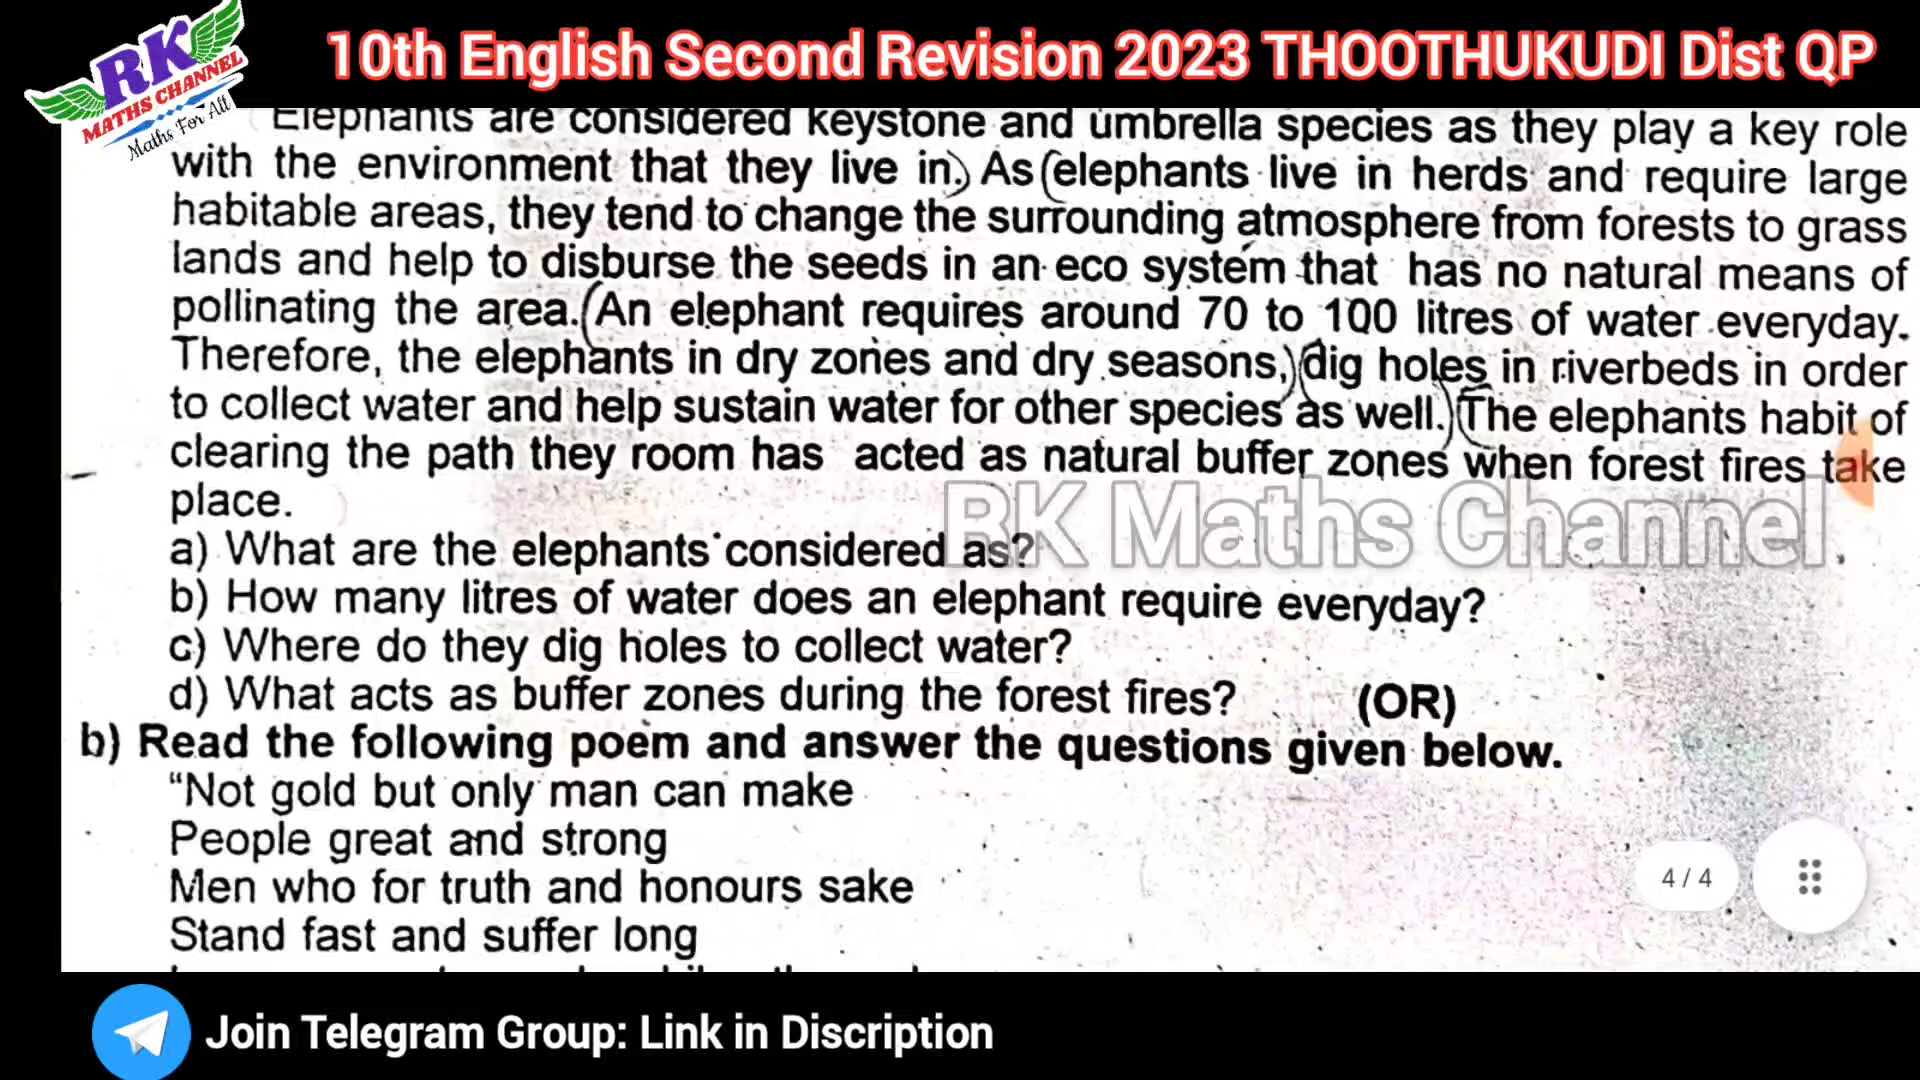 RK
MATHS CHANNEL
Maths For All
10th English Second Revision 2023 THOOTHUKUDI Dist QP
Elephants are considered keystone and umbrella species as they play a key role
with the environment that they live in. As elephants live in herds and require large
habitable areas, they tend to change the surrounding atmosphere from forests to grass
lands and help to disburse the seeds in an eco system that has no natural means of
pollinating the area. An elephant requires around 70 to 100 litres of water everyday.
Therefore, the elephants in dry zones and dry seasons, dig holes in riverbeds in order
to collect water and help sustain water for other species as well. The elephants habit of
clearing the path they room has acted as natural buffer zones when forest fires take
place.
RK Maths Channel
a) What are the elephants considered as?
b) How many litres of water does an elephant require everyday?
c) Where do they dig holes to collect water?
d) What acts as buffer zones during the forest fires? (OR)
b) Read the following poem and answer the questions given below.
“Not gold but only man can make
People great and strong
Men who for truth and honours sake
Stand fast and suffer long
4 / 4
Join Telegram Group: Link in Discription